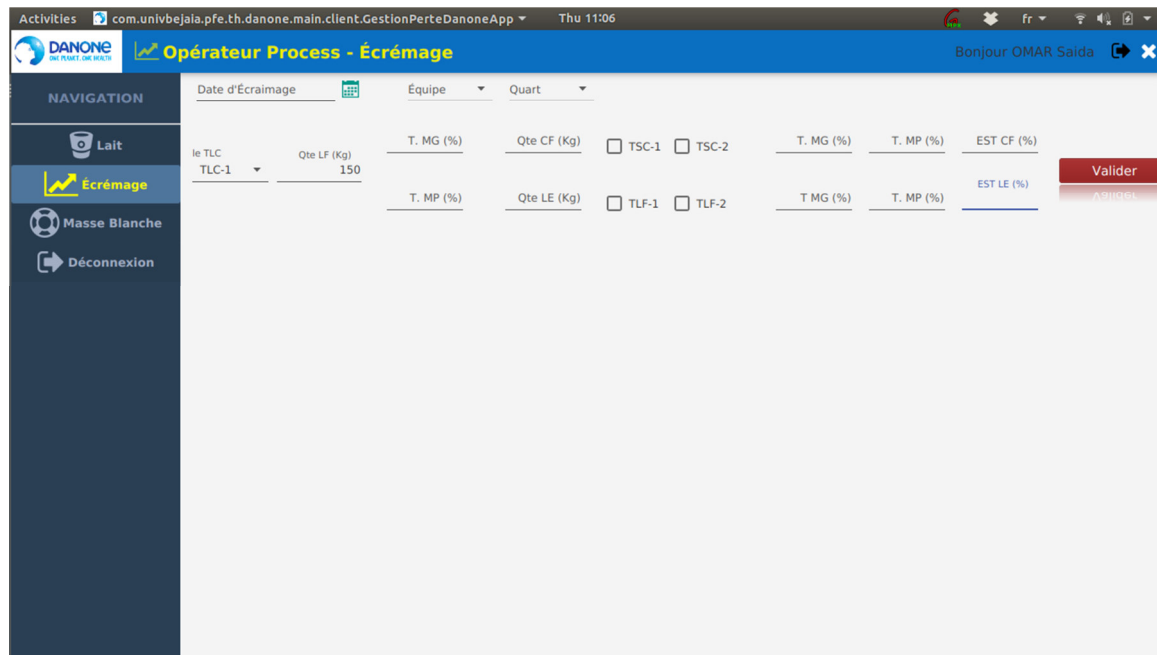 Activities com.univbejaia.pfe.th.danone.main.client.GestionPerteDanoneApp Thu 11:06 fr
DANONE
ONE PLANET. ONE HEALTH
Opérateur Process - Écrémage
Bonjour OMAR Saida
NAVIGATION
Lait
Écrémage
Masse Blanche
Déconnexion
Date d'Écraimage Équipe Quart
le TLC
TLC-1
Qte LF (Kg)
150
T. MG (%) Qte CF (Kg) TSC-1 TSC-2 T. MG (%) T. MP (%) EST CF (%)
T. MP (%) Qte LE (Kg) TLF-1 TLF-2 T MG (%) T. MP (%) EST LE (%)
Valider